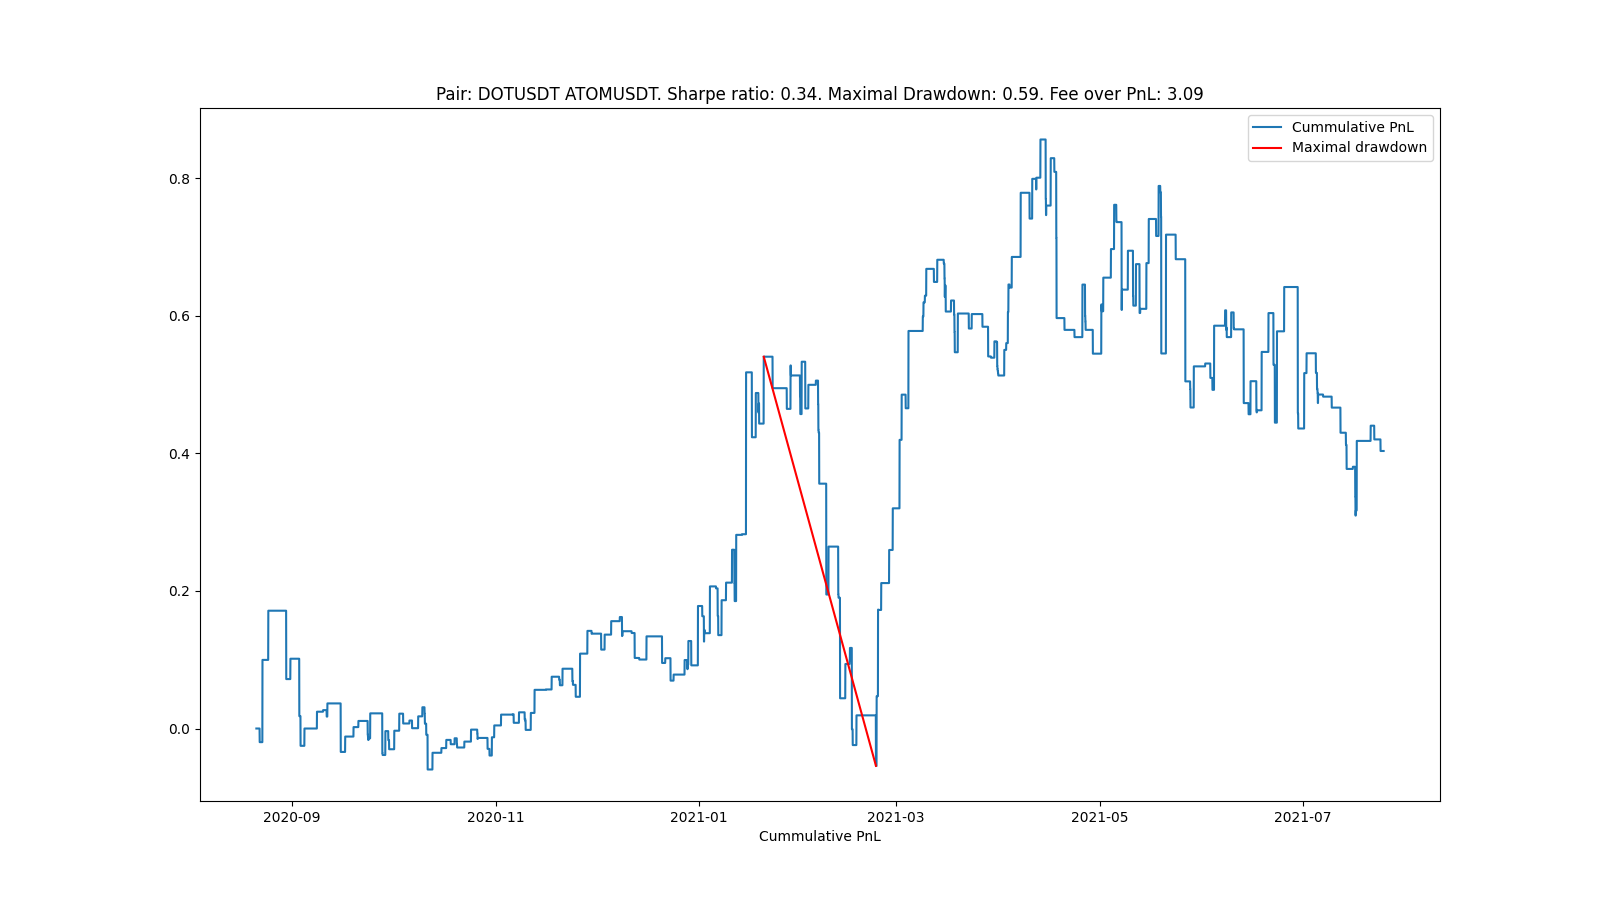 Pair: DOTUSDT ATOMUSDT. Sharpe ratio: 0.34. Maximal Drawdown: 0.59. Fee over PnL: 3.09
Cummulative PnL
Maximal drawdown
0.8
0.6
0.4
0.2
0.0
2020-09 2020-11 2021-01 2021-03 2021-05 2021-07
Cummulative PnL